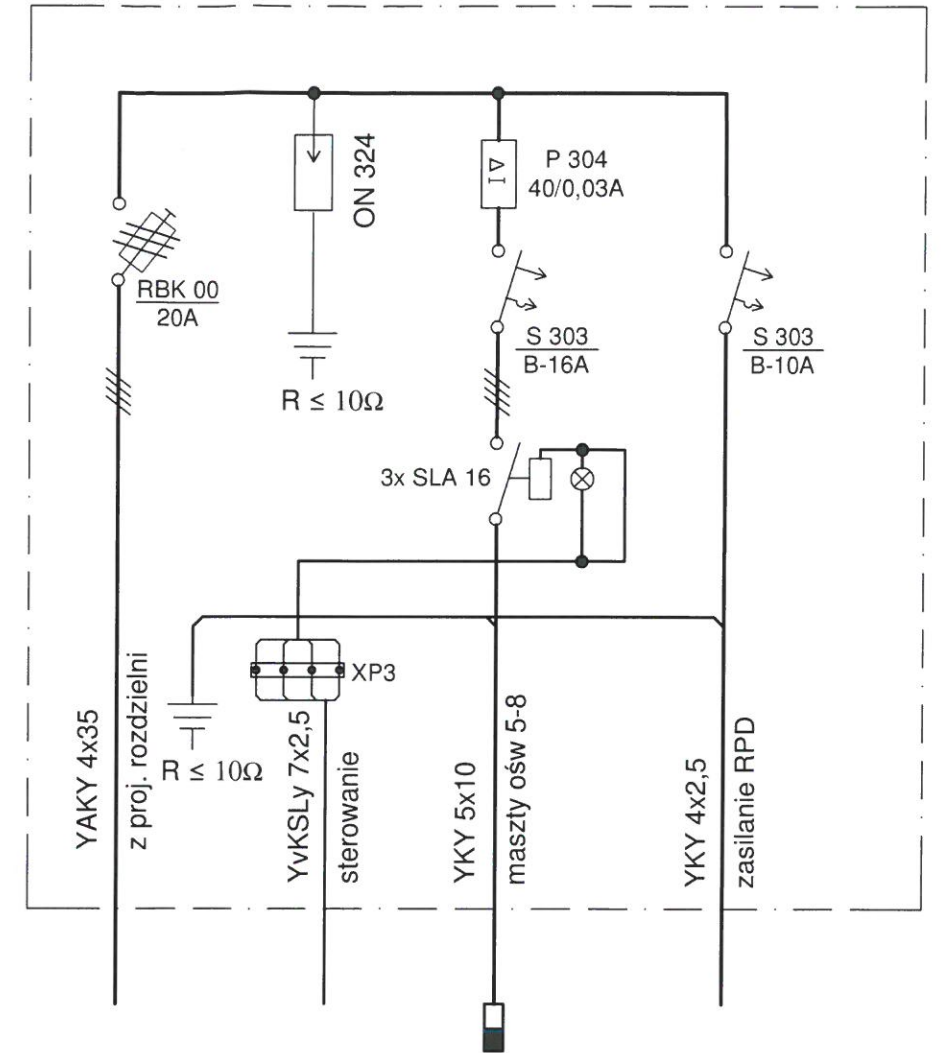 P 304
40/0,03A
ΔI
ON 324
RBK 00
20A
R ≤ 10Ω
S 303
B-16A
S 303
B-10A
3x SLA 16
XP3
R ≤ 10Ω
YAKY 4x35
z proj. rozdzielni
YvKSLy 7x2,5
sterowanie
YKY 5x10
maszty ośw 5-8
YKY 4x2,5
zasilanie RPD